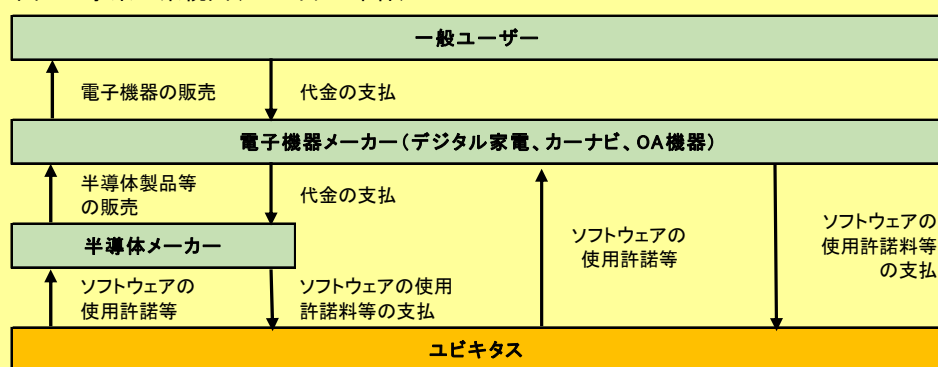 一般ユーザー
電子機器の販売
代金の支払
電子機器メーカー（デジタル家電、カーナビ、OA機器）
半導体製品等
の販売
代金の支払
半導体メーカー
ソフトウェアの
使用許諾等
ソフトウェアの使用
許諾料等の支払
ソフトウェアの
使用許諾等
ソフトウェアの
使用許諾料等
の支払
ユビキタス